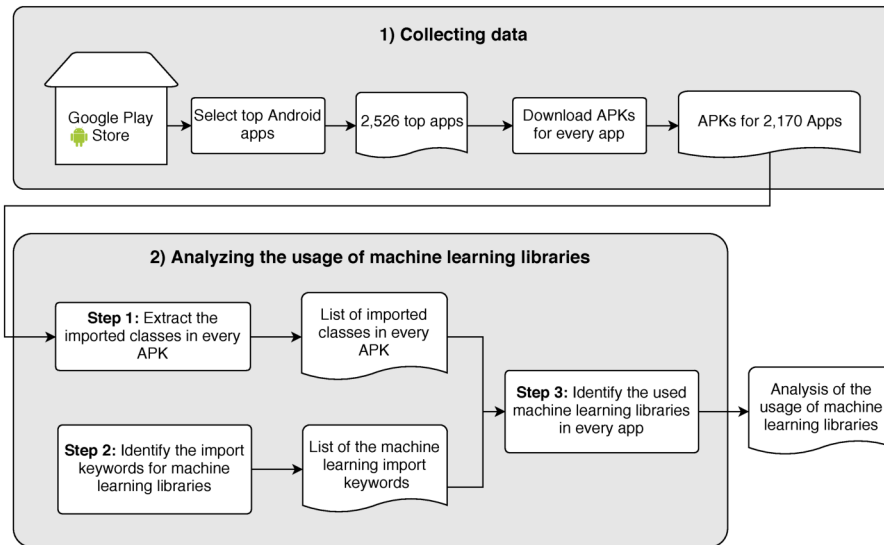 1) Collecting data
Google Play
Store
Select top Android
apps
2,526 top apps
Download APKs
for every app
APKs for 2,170 Apps
2) Analyzing the usage of machine learning libraries
Step 1: Extract the
imported classes in every
APK
List of imported
classes in every
APK
Step 2: Identify the import
keywords for machine
learning libraries
List of the machine
learning import
keywords
Step 3: Identify the used
machine learning libraries
in every app
Analysis of the
usage of machine
learning libraries